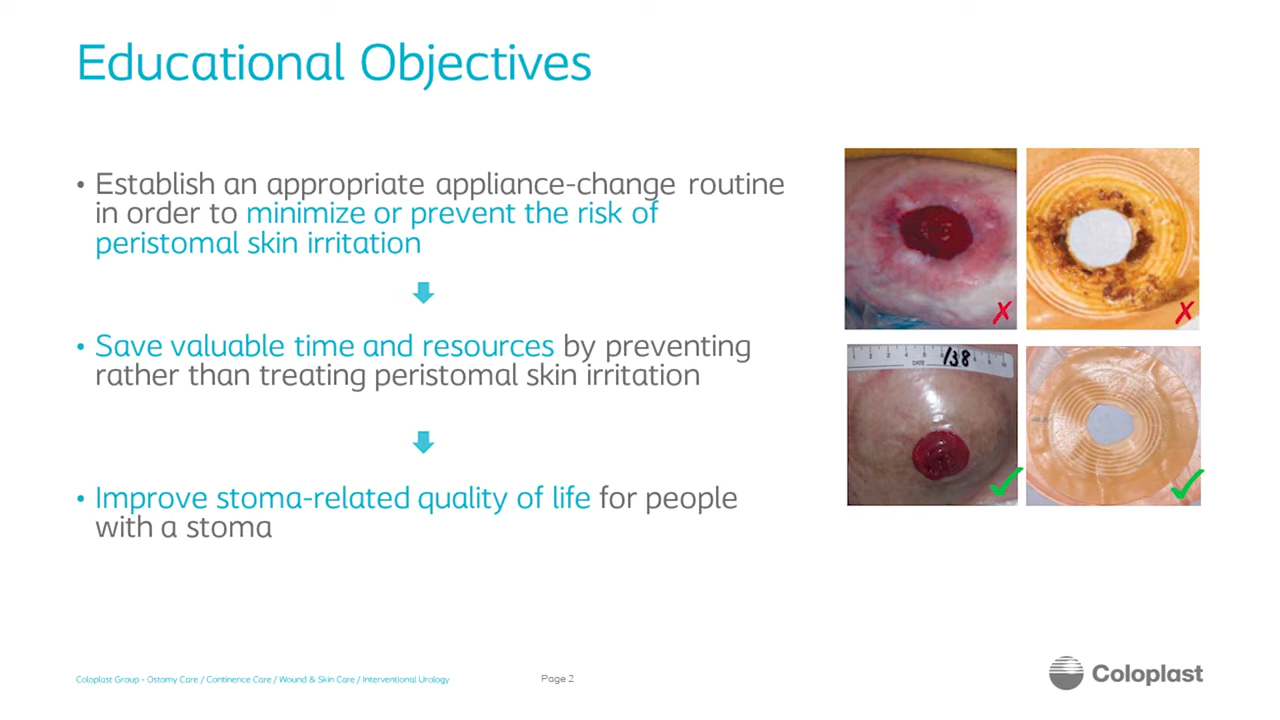 Educational Objectives
• Establish an appropriate appliance-change routine
in order to minimize or prevent the risk of
peristomal skin irritation
• Save valuable time and resources by preventing
rather than treating peristomal skin irritation
• Improve stoma-related quality of life for people
with a stoma
DATE 138
Coloplast Group - Ostomy Care / Continence Care / Wound & Skin Care / Interventional Urology
Page 2
Coloplast